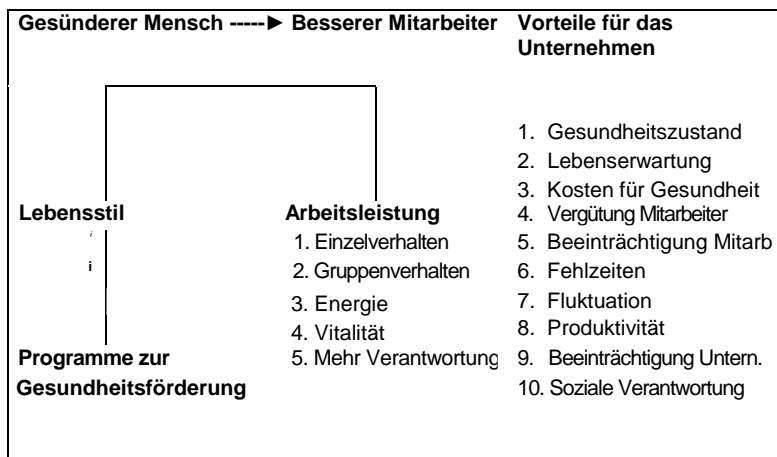 Gesünderer Mensch -----► Besserer Mitarbeiter
Vorteile für das
Unternehmen
Lebensstil
i
i
Programme zur
Gesundheitsförderung
Arbeitsleistung
1. Einzelverhalten
2. Gruppenverhalten
3. Energie
4. Vitalität
5. Mehr Verantwortung
1. Gesundheitszustand
2. Lebenserwartung
3. Kosten für Gesundheit
4. Vergütung Mitarbeiter
5. Beeinträchtigung Mitarb
6. Fehlzeiten
7. Fluktuation
8. Produktivität
9. Beeinträchtigung Untern.
10. Soziale Verantwortung